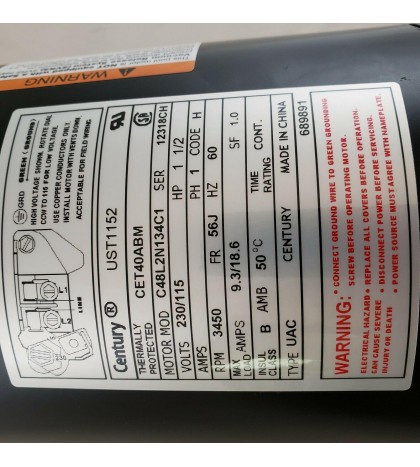 WARNING
GRD GREEN (GROUND)
HIGH VOLTAGE SHOWN, ROTATE DIAL
CCW TO 115 FOR LOW VOLTAGE.
USE COPPER CONDUCTORS ONLY.
INSTALL MOTOR WITH VENTS DOWN
ACCEPTABLE FOR FIELD WIRING
L1
L2
LINE
Century ® UST1152
THERMALLY PROTECTED CET40ABM
MOTOR MOD C48L2N134C1 SER 12318CH
VOLTS 230/115 HP 1 1/2
AMPS PH 1 CODE H
RPM 3450 FR 56J HZ 60
MAX LOAD AMPS 9.3/18.6 SF 1.0
INSUL CLASS B AMB 50°C TIME RATING CONT.
TYPE UAC CENTURY MADE IN CHINA
689891
WARNING:
• CONNECT GROUND WIRE TO GREEN GROUNDING
SCREW BEFORE OPERATING MOTOR.
• REPLACE ALL COVERS BEFORE OPERATION.
• DISCONNECT POWER BEFORE SERVICING.
• POWER SOURCE MUST AGREE WITH NAMEPLATE.
ELECTRICAL HAZARD
CAN CAUSE SEVERE
INJURY OR DEATH